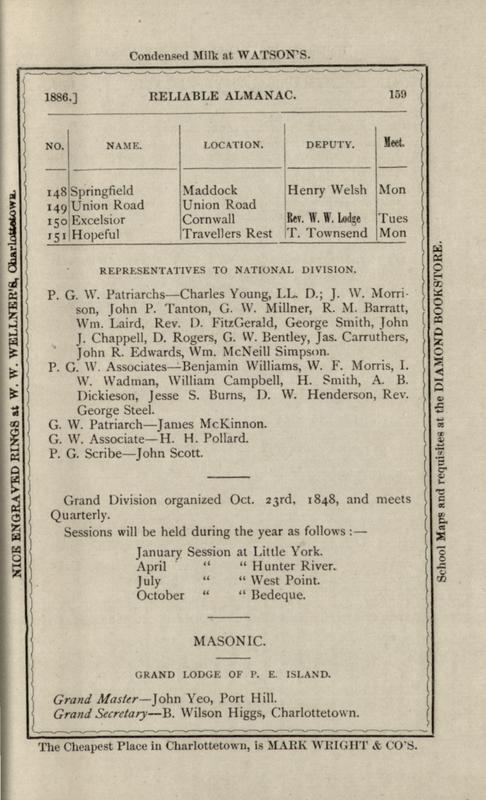 Condensed Milk at WATSON'S.
1886.] RELIABLE ALMANAC. 159
NO. NAME. LOCATION. DEPUTY. Meet.
148 Springfield Maddock Henry Welsh Mon
149 Union Road Union Road
150 Excelsior Cornwall Rev. W. W. Lodge Tues
151 Hopeful Travellers Rest T. Townsend Mon
REPRESENTATIVES TO NATIONAL DIVISION.
P. G. W. Patriarchs—Charles Young, LL. D.; J. W. Morri-
son, John P. Tanton, G. W. Millner, R. M. Barratt,
Wm. Laird, Rev. D. FitzGerald, George Smith, John
J. Chappell, D. Rogers, G. W. Bentley, Jas. Carruthers,
John R. Edwards, Wm. McNeill Simpson.
P. G. W. Associates—Benjamin Williams, W. F. Morris, I.
W. Wadman, William Campbell, H. Smith, A. B.
Dickieson, Jesse S. Burns, D. W. Henderson, Rev.
George Steel.
G. W. Patriarch—James McKinnon.
G. W. Associate—H. H. Pollard.
P. G. Scribe—John Scott.
Grand Division organized Oct. 23rd, 1848, and meets
Quarterly.
Sessions will be held during the year as follows :—
January Session at Little York.
April " " Hunter River.
July " " West Point.
October " " Bedeque.
MASONIC.
GRAND LODGE OF P. E. ISLAND.
Grand Master—John Yeo, Port Hill.
Grand Secretary—B. Wilson Higgs, Charlottetown.
The Cheapest Place in Charlottetown, is MARK WRIGHT & CO'S.
NICE ENGRAVED RINGS at W. W. WELLNER'S, Charlottetown.
School Maps and requisites at the DIAMOND BOOKSTORE.